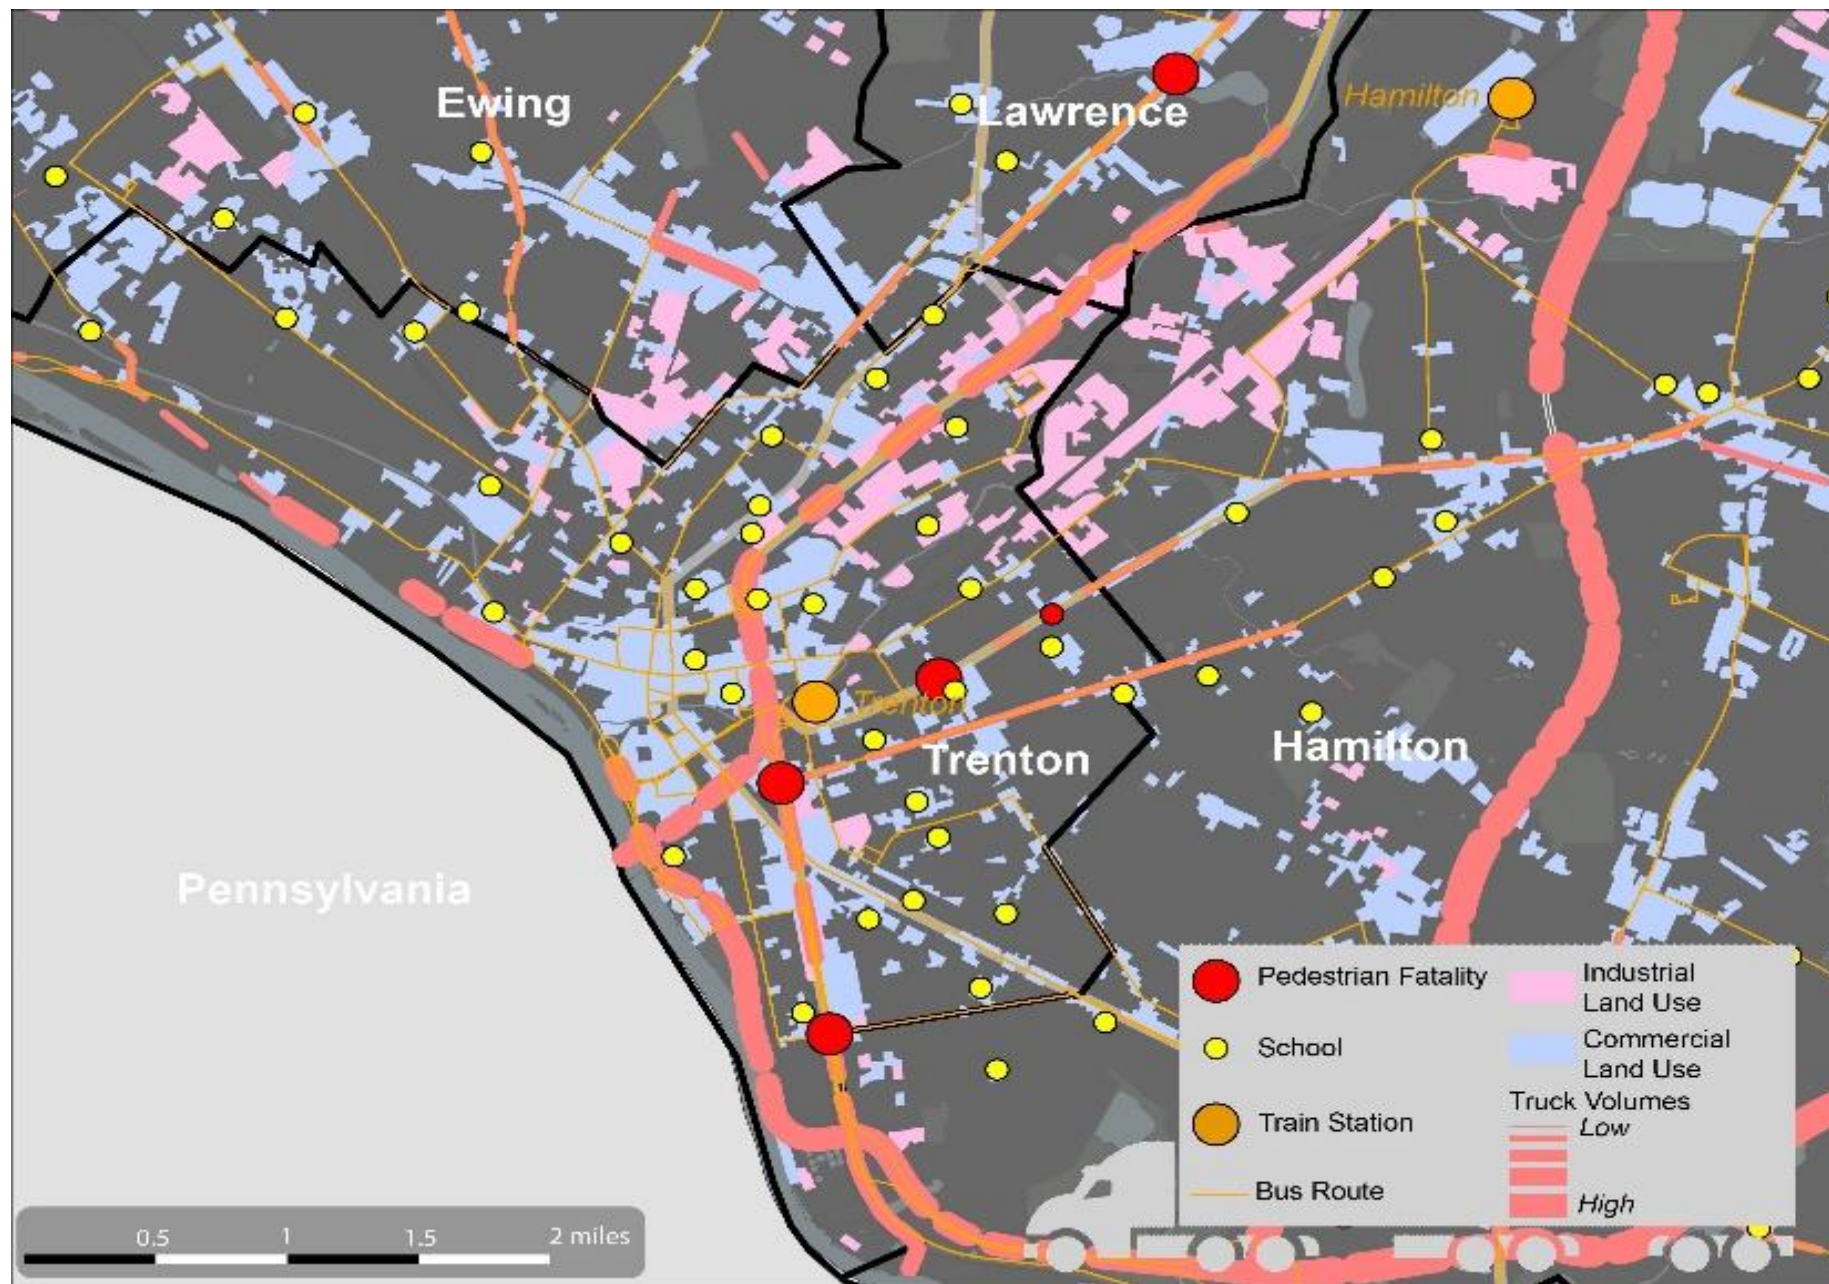 Ewing
Lawrence
Hamilton
Trenton
Trenton
Hamilton
Pennsylvania
Pedestrian Fatality
School
Train Station
Bus Route
Industrial
Land Use
Commercial
Land Use
Truck Volumes
Low
High
0.5 1 1.5 2 miles